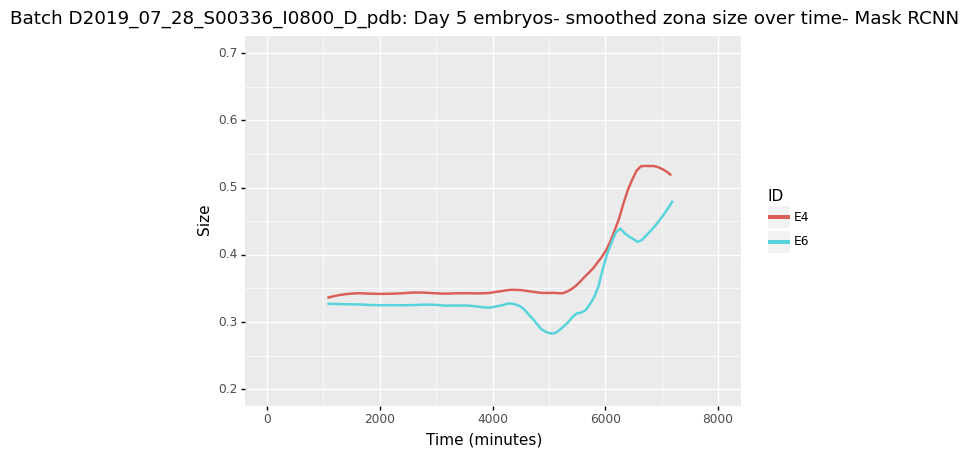 Batch D2019_07_28_S00336_I0800_D_pdb: Day 5 embryos- smoothed zona size over time- Mask RCNN
0.7
0.6
0.5
0.4
0.3
0.2
Size
0 2000 4000 6000 8000
Time (minutes)
ID
E4
E6